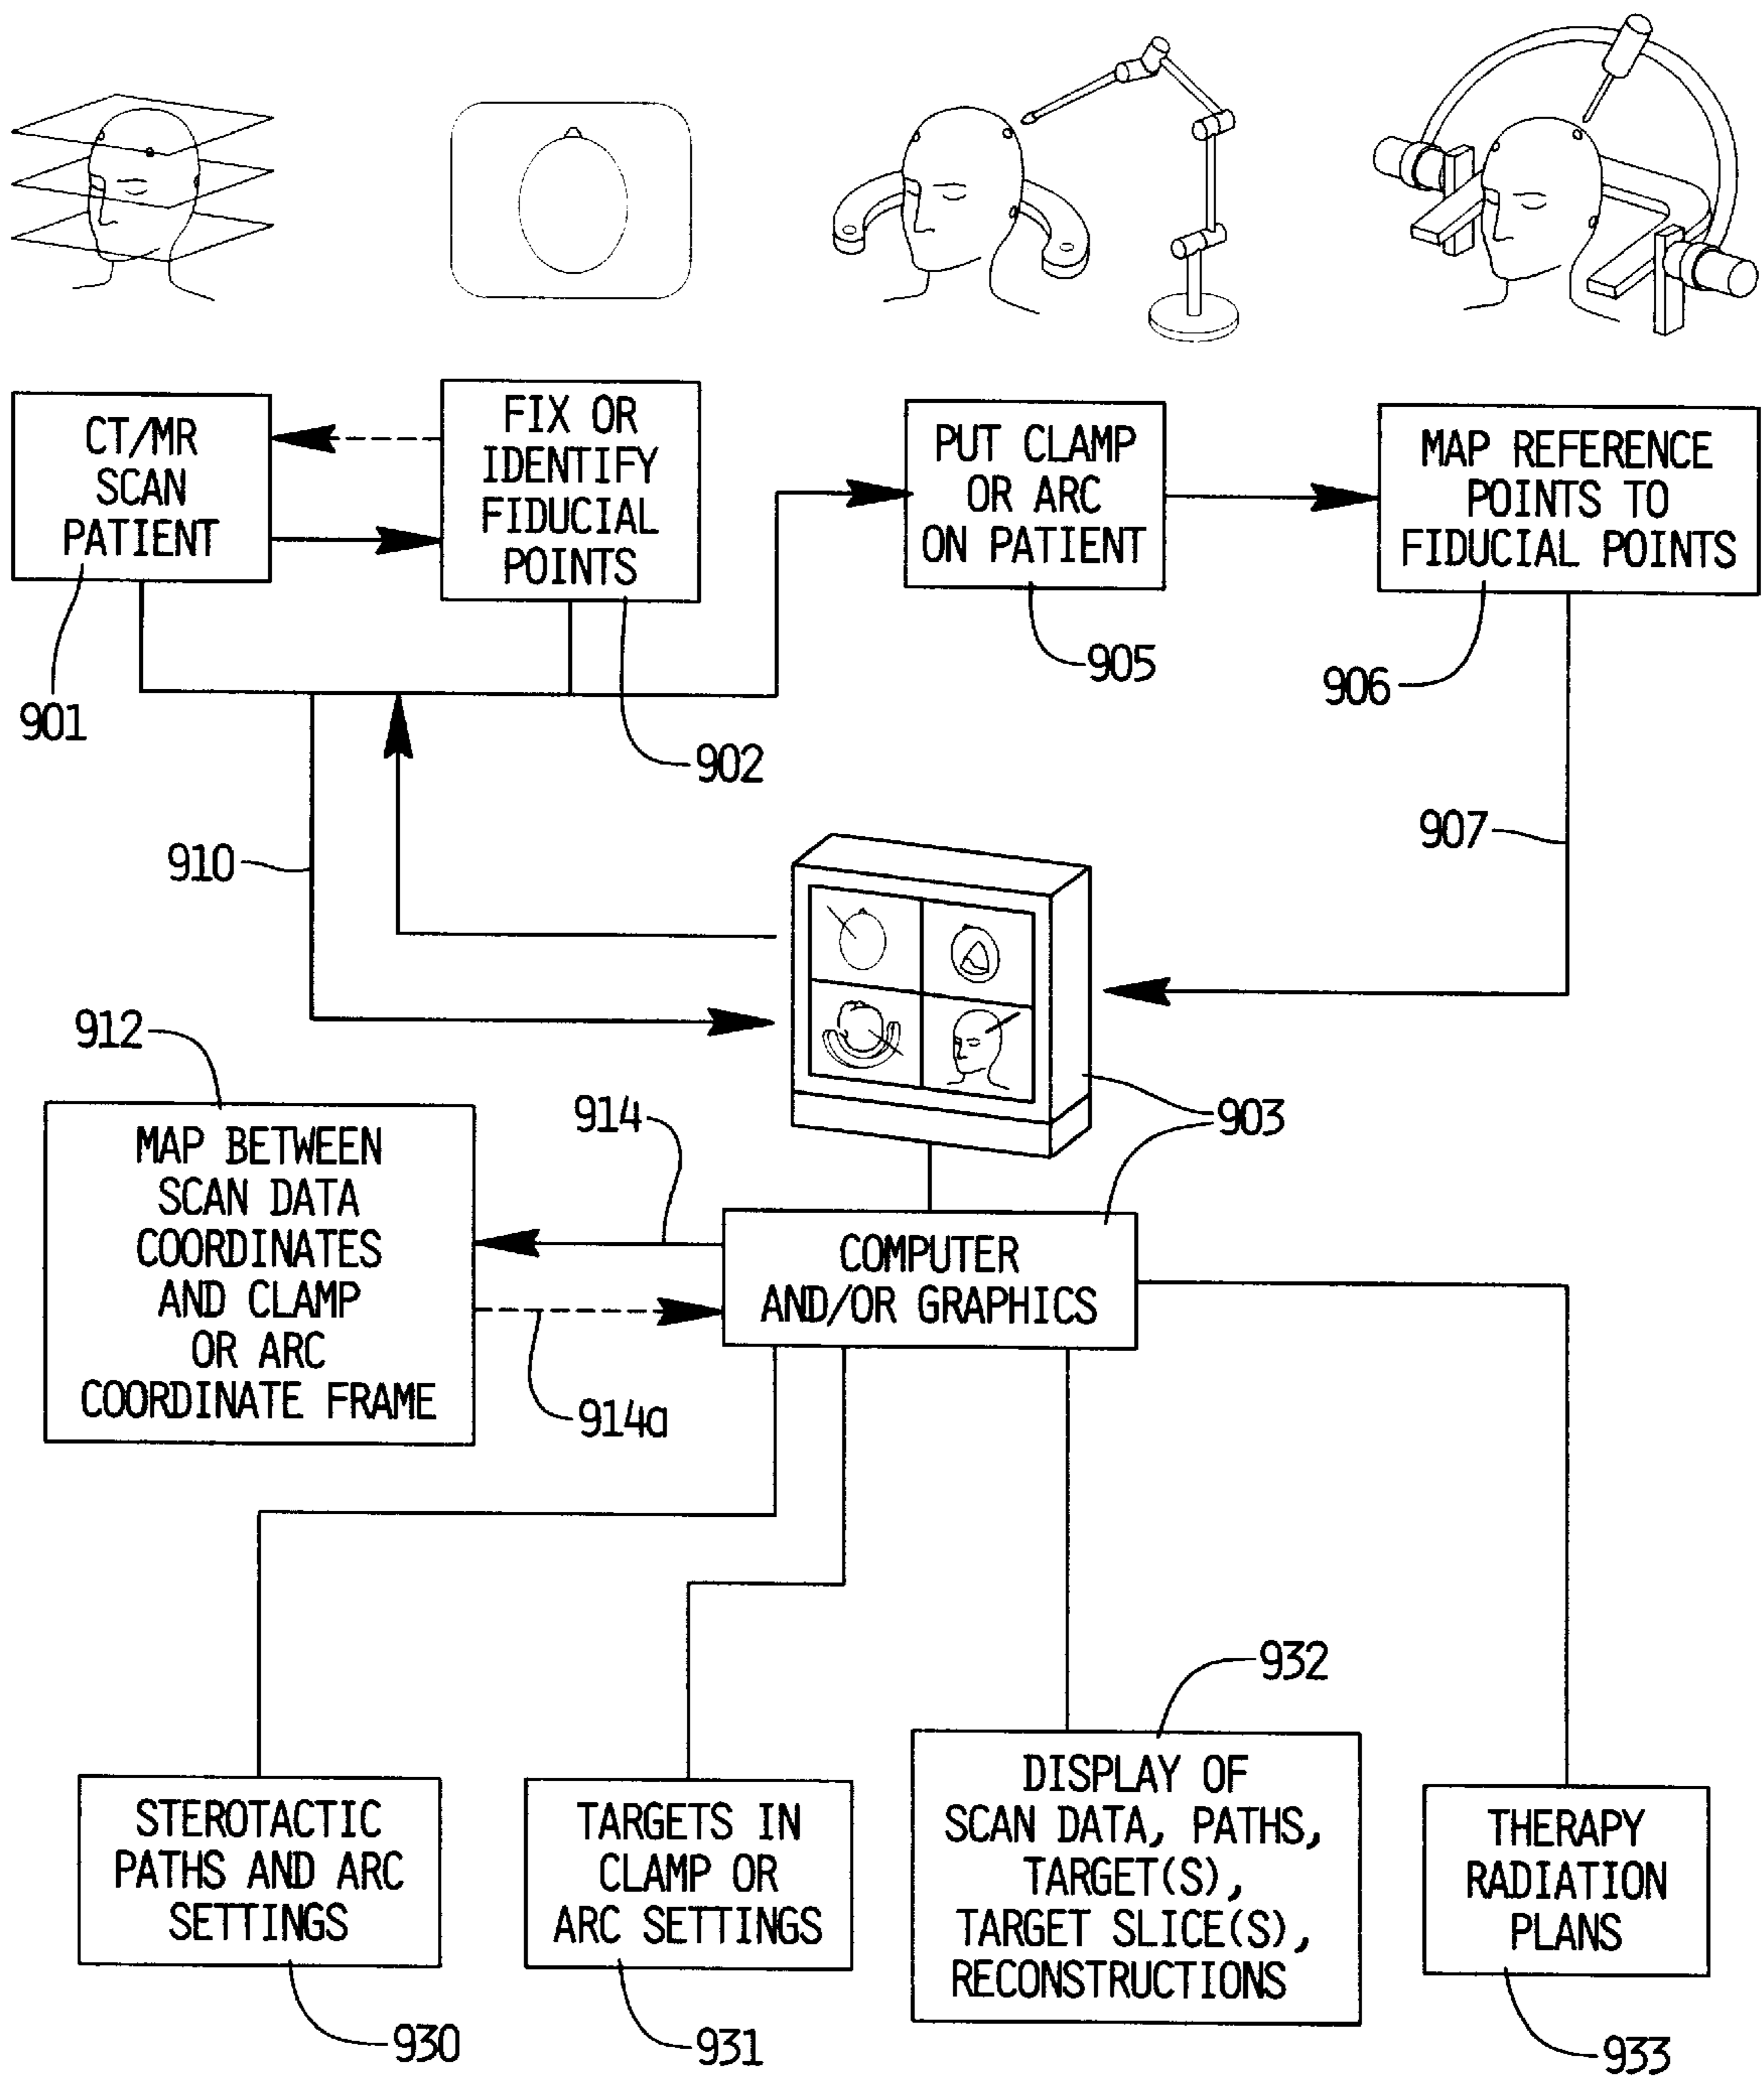 CT/MR
SCAN
PATIENT
FIX OR
IDENTIFY
FIDUCIAL
POINTS
PUT CLAMP
OR ARC
ON PATIENT
MAP REFERENCE
POINTS TO
FIDUCIAL POINTS
901
902
905
906
910
907
912
914
903
MAP BETWEEN
SCAN DATA
COORDINATES
AND CLAMP
OR ARC
COORDINATE FRAME
COMPUTER
AND/OR GRAPHICS
914a
932
STEROTACTIC
PATHS AND ARC
SETTINGS
TARGETS IN
CLAMP OR
ARC SETTINGS
DISPLAY OF
SCAN DATA, PATHS,
TARGET(S),
TARGET SLICE(S),
RECONSTRUCTIONS
THERAPY
RADIATION
PLANS
930
931
933